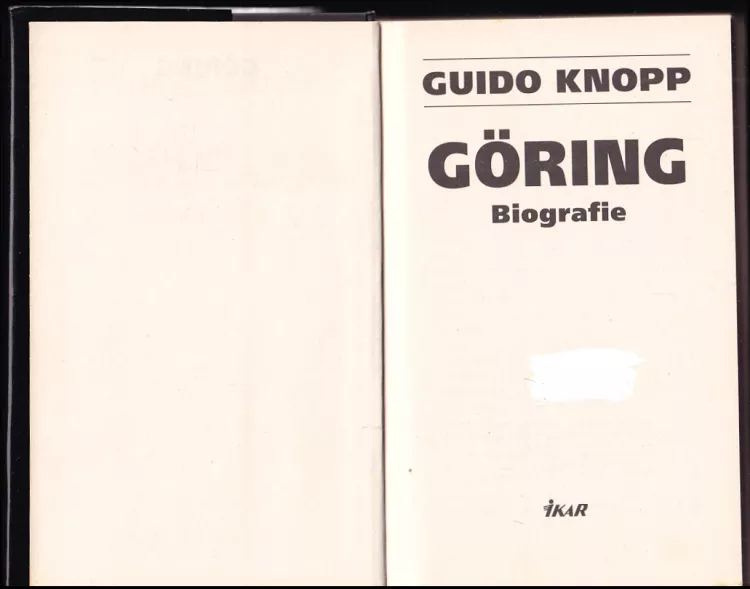 GUIDO KNOPP
GÖRING
Biografie
IKAR